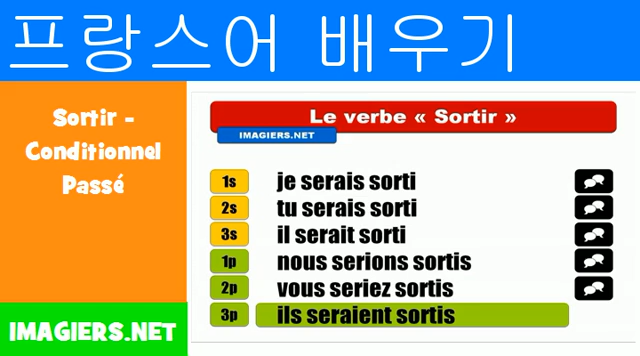 프랑스어 배우기
Sortir -
Conditionnel
Passé
IMAGIERS.NET
Le verbe « Sortir »
IMAGIERS.NET
1s je serais sorti
2s tu serais sorti
3s il serait sorti
1p nous serions sortis
2p vous seriez sortis
3p ils seraient sortis